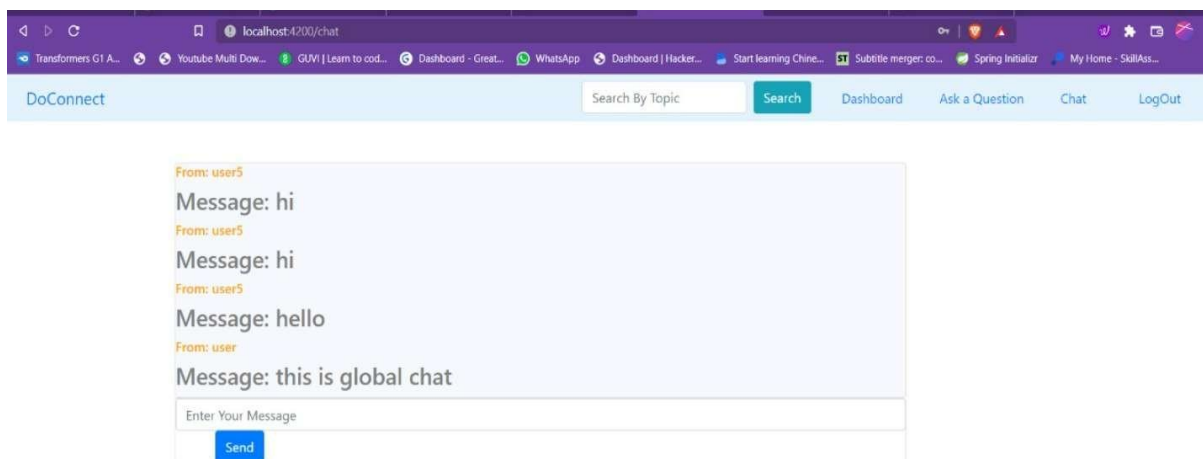 localhost:4200/chat
Transformers G1 A... Youtube Multi Dow... GUVI | Learn to cod... Dashboard - Great... WhatsApp Dashboard | Hacker... Start learning Chine... ST Subtitle merger: co... Spring Initializr My Home - SkillAss...
DoConnect Search By Topic Search Dashboard Ask a Question Chat LogOut
From: user5
Message: hi
From: user5
Message: hi
From: user5
Message: hello
From: user
Message: this is global chat
Enter Your Message
Send